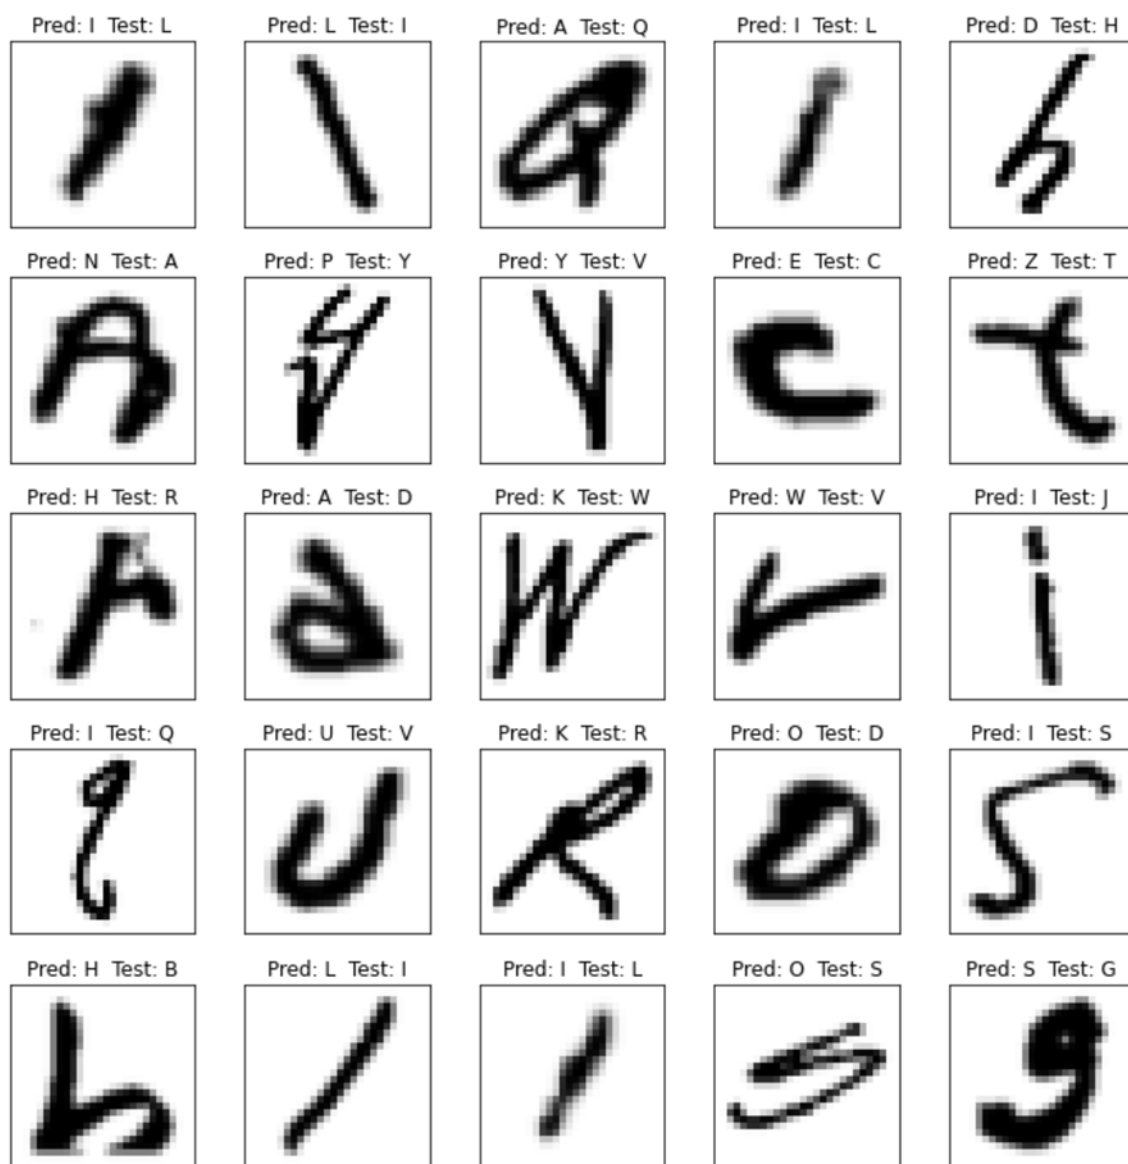 Pred: I Test: L
Pred: L Test: I
Pred: A Test: Q
Pred: I Test: L
Pred: D Test: H
Pred: N Test: A
Pred: P Test: Y
Pred: Y Test: V
Pred: E Test: C
Pred: Z Test: T
Pred: H Test: R
Pred: A Test: D
Pred: K Test: W
Pred: W Test: V
Pred: I Test: J
Pred: I Test: Q
Pred: U Test: V
Pred: K Test: R
Pred: O Test: D
Pred: I Test: S
Pred: H Test: B
Pred: L Test: I
Pred: I Test: L
Pred: O Test: S
Pred: S Test: G